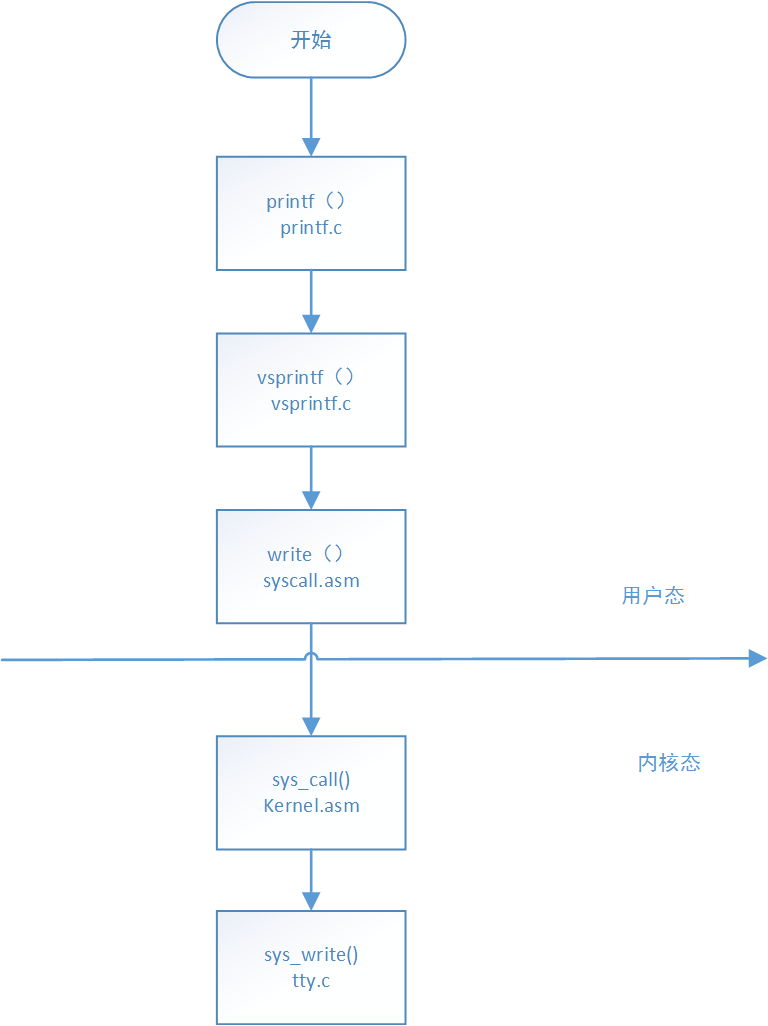 开始
printf（）
printf.c
vsprintf（）
vsprintf.c
write（）
syscall.asm
用户态
内核态
sys_call()
Kernel.asm
sys_write()
tty.c